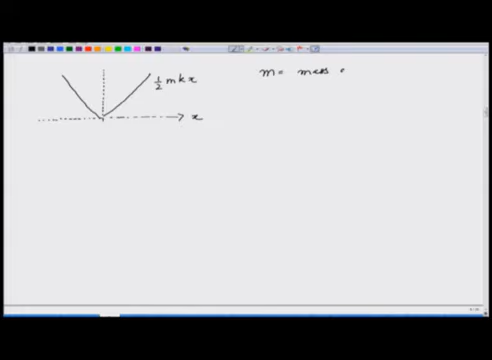 m = mass o
½ m k x
x